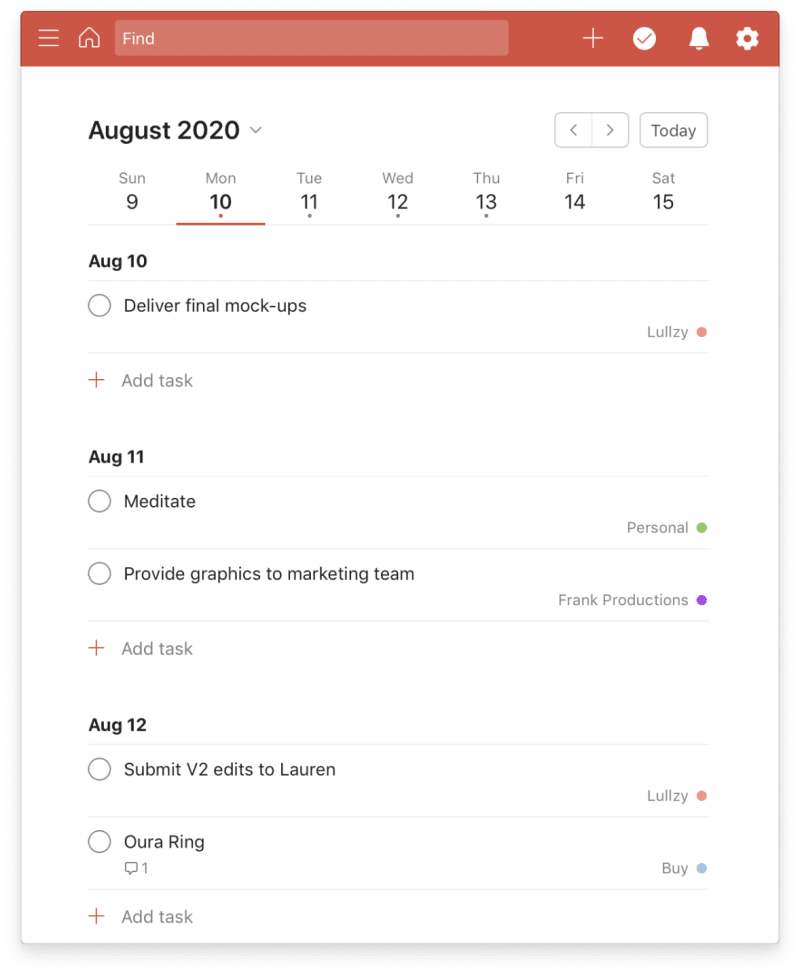 Find
August 2020
Today
Sun Mon Tue Wed Thu Fri Sat
9 10 11 12 13 14 15
Aug 10
Deliver final mock-ups
Lullzy
Add task
Aug 11
Meditate
Personal
Provide graphics to marketing team
Frank Productions
Add task
Aug 12
Submit V2 edits to Lauren
Lullzy
Oura Ring
1 Buy
Add task